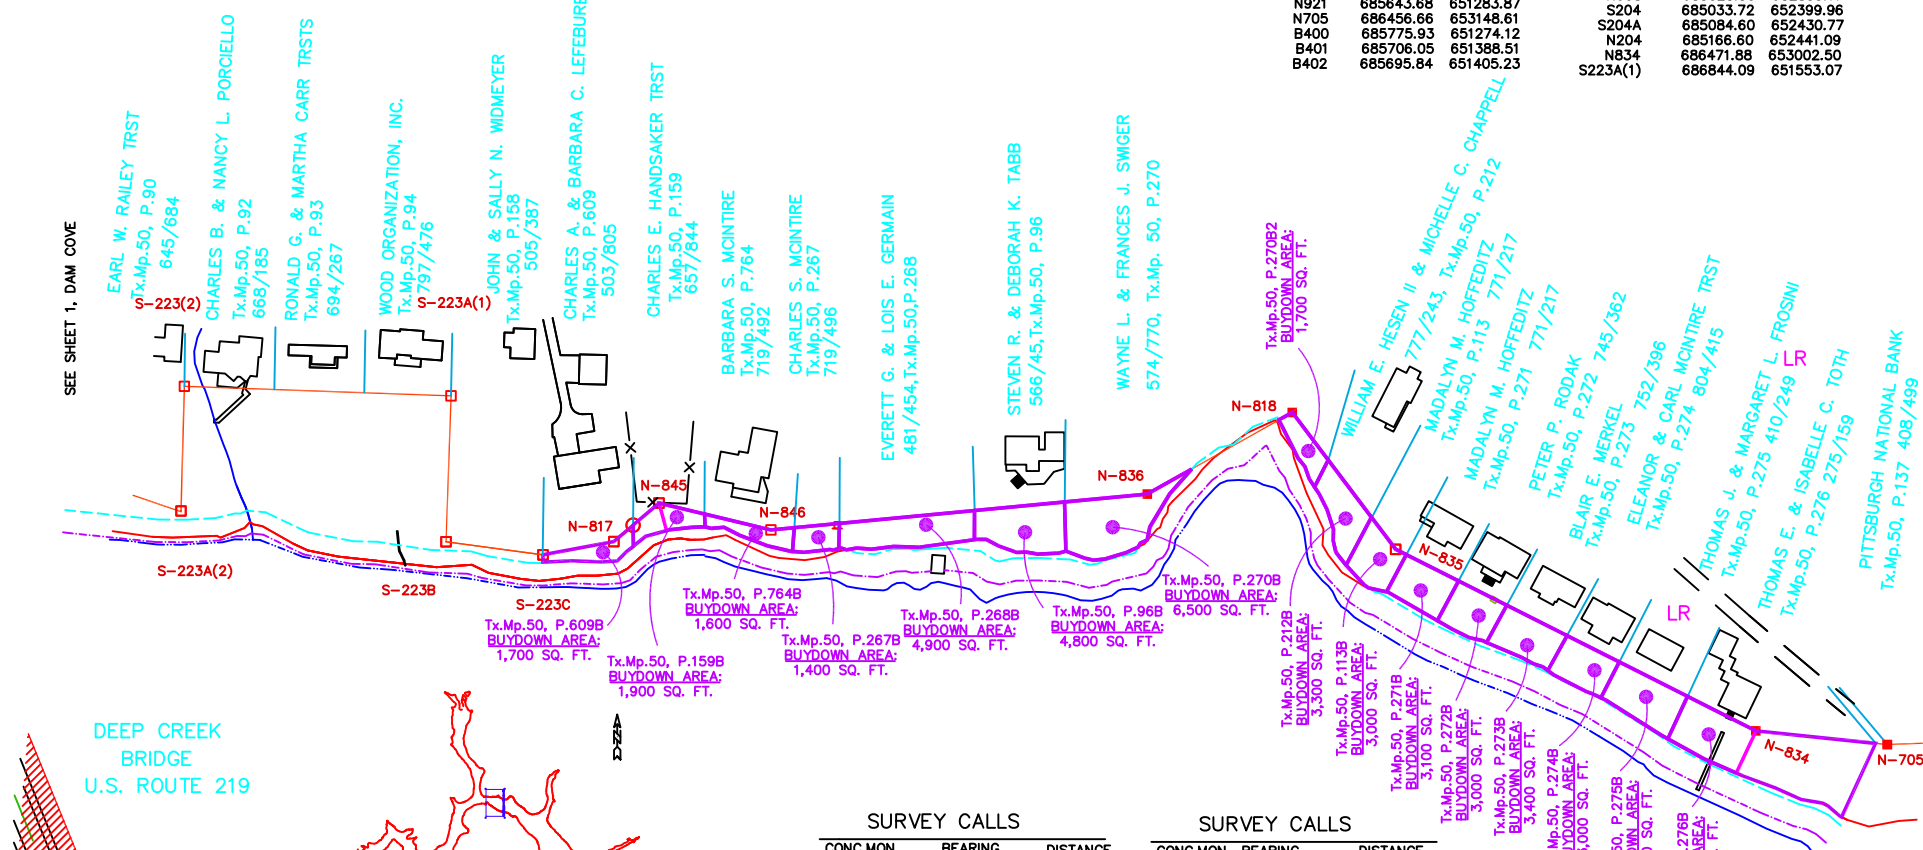 N921 685643.68 651283.87
N705 686456.66 653148.61
B400 685775.93 651274.12
B401 685706.05 651388.51
B402 685695.84 651405.23
S204 685033.72 652399.96
S204A 685084.60 652430.77
N204 685166.60 652441.09
N834 686471.88 653002.50
S223A(1) 686844.09 651553.07
SEE SHEET 1, DAM COVE
EARL W. RAILEY TRST
Tx.Mp.50, P.90
645/684
CHARLES B. & NANCY L. PORCIELLO
Tx.Mp.50, P.92
668/185
RONALD G. & MARTHA CARR TRSTS
Tx.Mp.50, P.93
694/267
WOOD ORGANIZATION, INC.
Tx.Mp.50, P.94
797/476
JOHN & SALLY N. WIDMEYER
Tx.Mp.50, P.158
505/387
CHARLES A. & BARBARA C. LEFEBURE
Tx.Mp.50, P.609
503/805
CHARLES E. HANDSAKER TRST
Tx.Mp.50, P.159
657/844
BARBARA S. MCINTIRE
Tx.Mp.50, P.764
719/492
CHARLES S. MCINTIRE
Tx.Mp.50, P.267
719/496
EVERETT G. & LOIS E. GERMAIN
481/454,Tx.Mp.50,P.268
STEVEN R. & DEBORAH K. TABB
566/45,Tx.Mp.50, P.96
WAYNE L. & FRANCES J. SWIGER
574/770, Tx.Mp. 50, P.270
Tx.Mp.50, P.270B2
BUYDOWN AREA:
1,700 SQ. FT.
WILLIAM E. HESEN II & MICHELLE C. CHAPPELL
777/243, Tx.Mp.50, P.212
MADALYN M. HOFFEDITZ
Tx.Mp.50, P.113 771/217
MADALYN M. HOFFEDITZ
Tx.Mp.50, P.271 771/217
PETER P. RODAK
Tx.Mp.50, P.272 745/362
BLAIR E. MERKEL
Tx.Mp.50, P.273 752/396
ELEANOR & CARL MCINTIRE TRST
Tx.Mp.50, P.274 804/415
THOMAS J. & MARGARET L. FROSINI
Tx.Mp.50, P.275 410/249
THOMAS E. & ISABELLE C. TOTH
Tx.Mp.50, P.276 275/159
PITTSBURGH NATIONAL BANK
Tx.Mp.50, P.137 408/499
LR
LR
S-223(2)
S-223A(1)
S-223A(2)
S-223B
S-223C
N-817
N-845
N-846
N-836
N-818
N-835
N-834
N-705
Tx.Mp.50, P.609B
BUYDOWN AREA:
1,700 SQ. FT.
Tx.Mp.50, P.159B
BUYDOWN AREA:
1,900 SQ. FT.
Tx.Mp.50, P.764B
BUYDOWN AREA:
1,600 SQ. FT.
Tx.Mp.50, P.267B
BUYDOWN AREA:
1,400 SQ. FT.
Tx.Mp.50, P.268B
BUYDOWN AREA:
4,900 SQ. FT.
Tx.Mp.50, P.96B
BUYDOWN AREA:
4,800 SQ. FT.
Tx.Mp.50, P.270B
BUYDOWN AREA:
6,500 SQ. FT.
Tx.Mp.50, P.212B
BUYDOWN AREA:
3,300 SQ. FT.
Tx.Mp.50, P.113B
BUYDOWN AREA:
3,000 SQ. FT.
Tx.Mp.50, P.271B
BUYDOWN AREA:
3,100 SQ. FT.
Tx.Mp.50, P.272B
BUYDOWN AREA:
3,000 SQ. FT.
Tx.Mp.50, P.273B
BUYDOWN AREA:
3,400 SQ. FT.
Mp.50, P.274B
AREA:
SQ. FT.
P.275B
AREA:
SQ. FT.
276B
AREA:
FT.
DEEP CREEK
BRIDGE
U.S. ROUTE 219
SURVEY CALLS
CONC.MON. BEARING DISTANCE
SURVEY CALLS
CONC.MON. BEARING DISTANCE